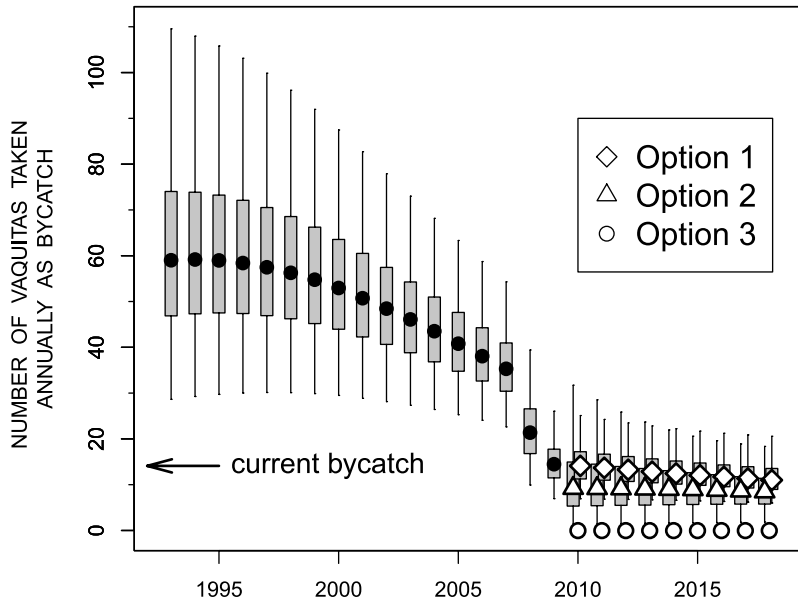 NUMBER OF VAQUITAS TAKEN
ANNUALLY AS BYCATCH
100
80
60
40
20
0
Option 1
Option 2
Option 3
current bycatch
1995
2000
2005
2010
2015